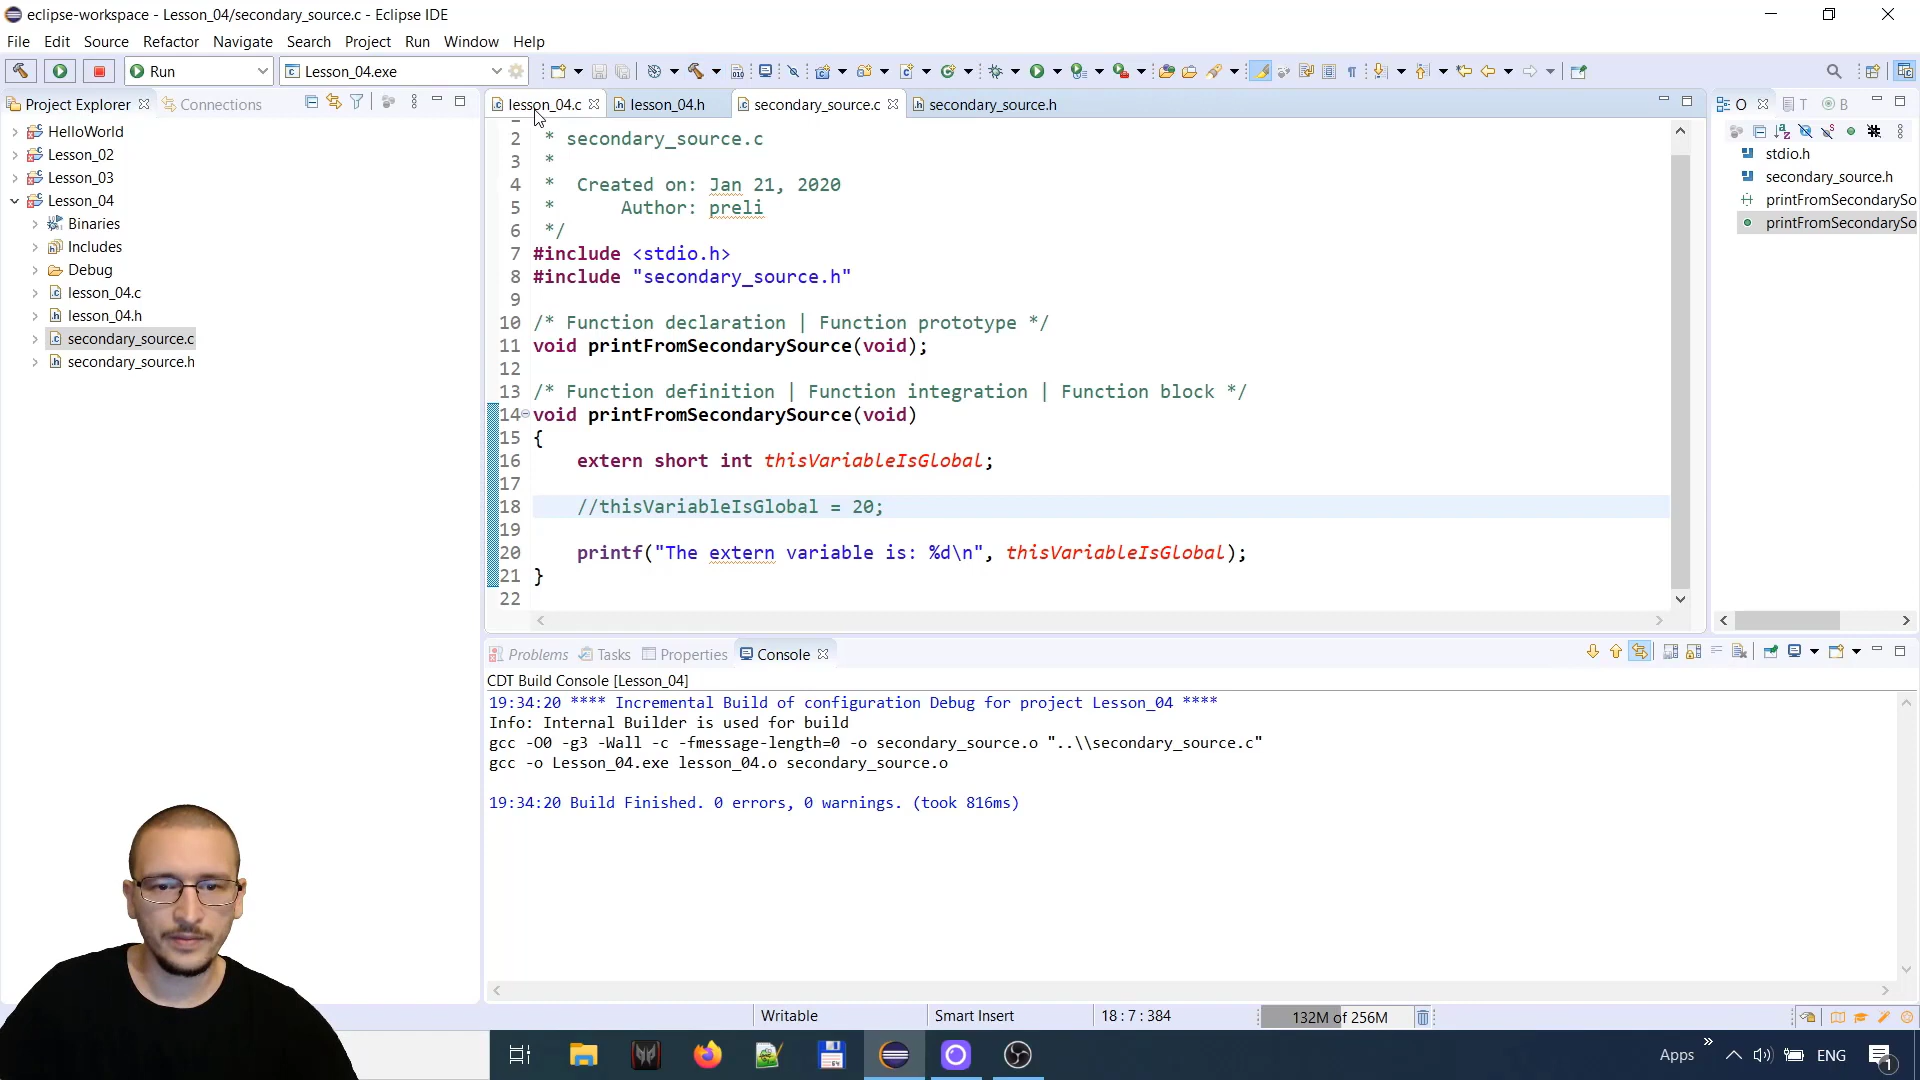 eclipse-workspace - Lesson_04/secondary_source.c - Eclipse IDE
File Edit Source Refactor Navigate Search Project Run Window Help
Run Lesson_04.exe
Project Explorer Connections
HelloWorld
Lesson_02
Lesson_03
Lesson_04
Binaries
Includes
Debug
lesson_04.c
lesson_04.h
secondary_source.c
secondary_source.h
lesson_04.c lesson_04.h secondary_source.c secondary_source.h
2 * secondary_source.c
3 *
4 * Created on: Jan 21, 2020
5 * Author: preli
6 */
7 #include <stdio.h>
8 #include "secondary_source.h"
9
10 /* Function declaration | Function prototype */
11 void printFromSecondarySource(void);
12
13 /* Function definition | Function integration | Function block */
14 void printFromSecondarySource(void)
15 {
16 extern short int thisVariableIsGlobal;
17
18 //thisVariableIsGlobal = 20;
19
20 printf("The extern variable is: %d\n", thisVariableIsGlobal);
21 }
22
O T B
stdio.h
secondary_source.h
printFromSecondarySo
printFromSecondarySo
Problems Tasks Properties Console
CDT Build Console [Lesson_04]
19:34:20 **** Incremental Build of configuration Debug for project Lesson_04 ****
Info: Internal Builder is used for build
gcc -O0 -g3 -Wall -c -fmessage-length=0 -o secondary_source.o "..\\secondary_source.c"
gcc -o Lesson_04.exe lesson_04.o secondary_source.o
19:34:20 Build Finished. 0 errors, 0 warnings. (took 816ms)
Writable Smart Insert 18 : 7 : 384 132M of 256M
Apps ENG 1